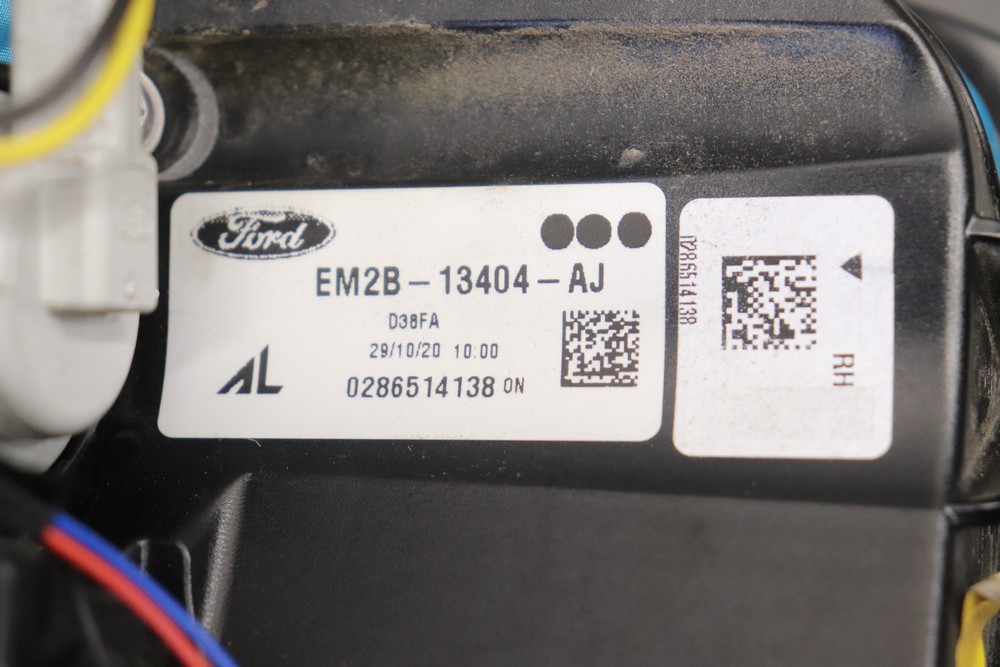 Ford
EM2B-13404-AJ
D38FA
29/10/20 10:00
AL
0286514138 ON
0286514138
RH